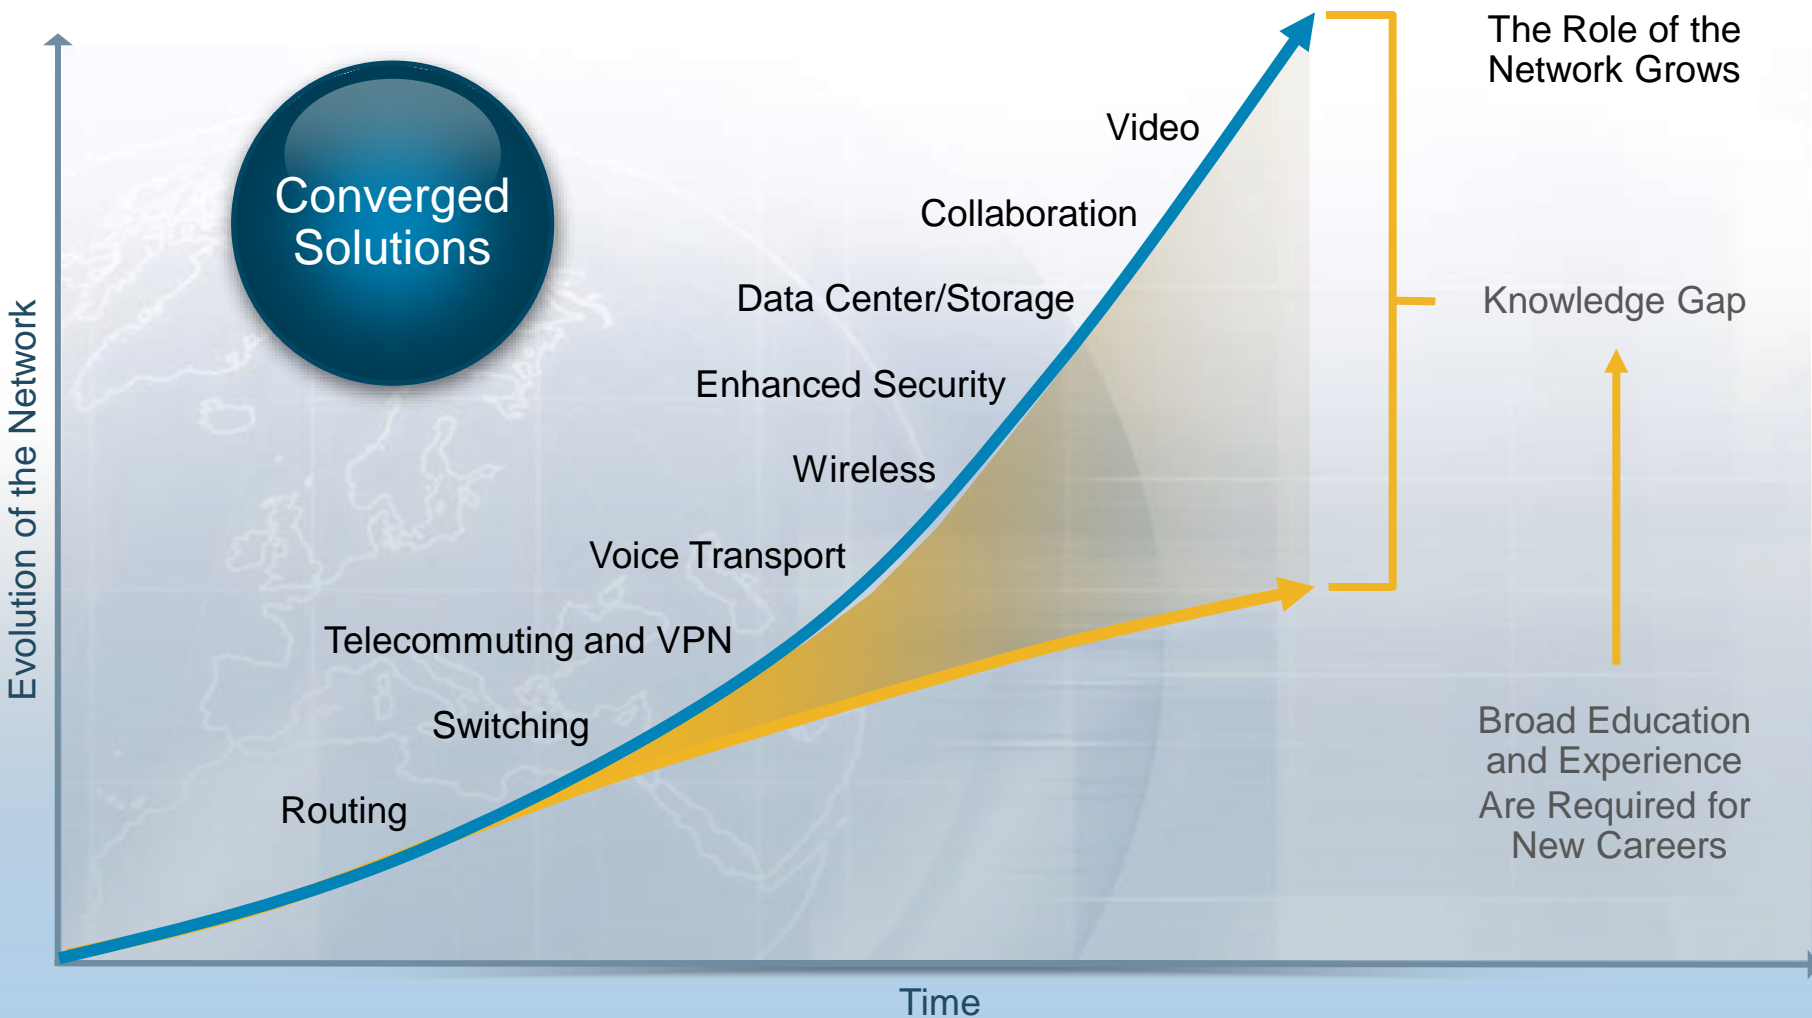 The Role of the
Network Grows
Converged
Solutions
Video
Collaboration
Data Center/Storage
Knowledge Gap
Enhanced Security
Wireless
Voice Transport
Telecommuting and VPN
Switching
Routing
Broad Education
and Experience
Are Required for
New Careers
Evolution of the Network
Time